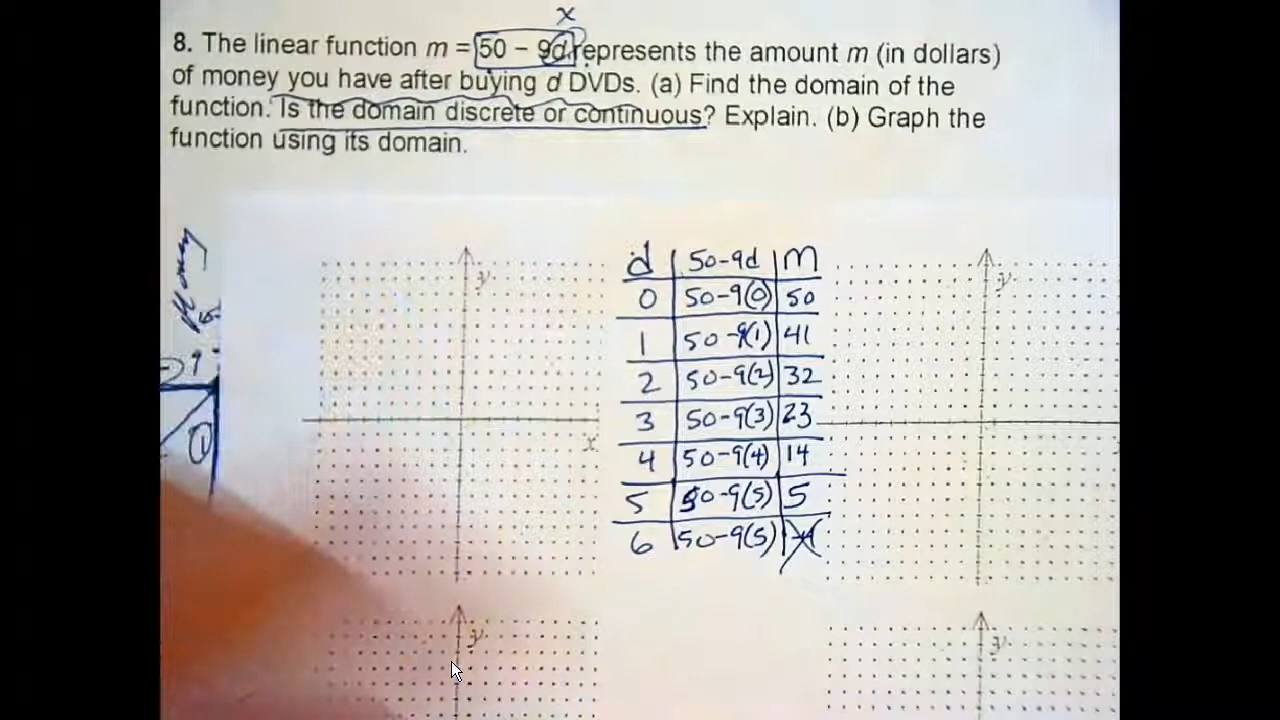 x
8. The linear function m = 50 − 9d represents the amount m (in dollars)
of money you have after buying d DVDs. (a) Find the domain of the
function. Is the domain discrete or continuous? Explain. (b) Graph the
function using its domain.
Money
d 50-9d m
0 50-9(0) 50
1 50-9(1) 41
2 50-9(2) 32
3 50-9(3) 23
4 50-9(4) 14
5 50-9(5) 5
6 50-9(5)
y
y
9
1
x
y
y